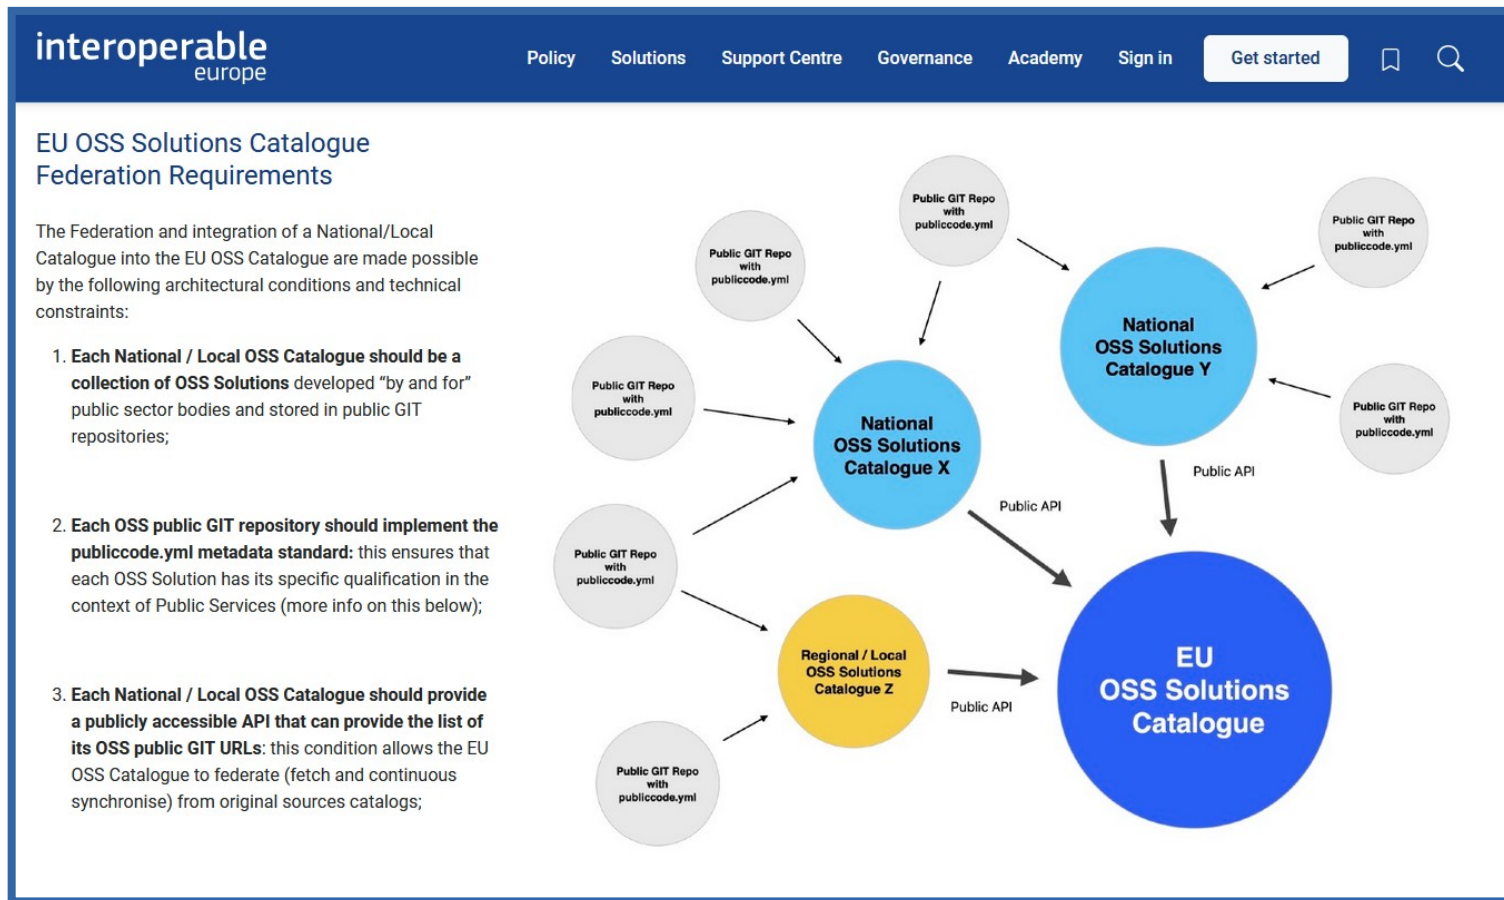 interoperable
europe
Policy Solutions Support Centre Governance Academy Sign in Get started
EU OSS Solutions Catalogue
Federation Requirements
The Federation and integration of a National/Local
Catalogue into the EU OSS Catalogue are made possible
by the following architectural conditions and technical
constraints:
1. Each National / Local OSS Catalogue should be a
collection of OSS Solutions developed “by and for”
public sector bodies and stored in public GIT
repositories;
2. Each OSS public GIT repository should implement the
publiccode.yml metadata standard: this ensures that
each OSS Solution has its specific qualification in the
context of Public Services (more info on this below);
3. Each National / Local OSS Catalogue should provide
a publicly accessible API that can provide the list of
its OSS public GIT URLs: this condition allows the EU
OSS Catalogue to federate (fetch and continuous
synchronise) from original sources catalogs;
Public GIT Repo
with
publiccode.yml
Public GIT Repo
with
publiccode.yml
Public GIT Repo
with
publiccode.yml
Public GIT Repo
with
publiccode.yml
National
OSS Solutions
Catalogue Y
Public GIT Repo
with
publiccode.yml
National
OSS Solutions
Catalogue X
Public GIT Repo
with
publiccode.yml
Public API
Public API
Public GIT Repo
with
publiccode.yml
Regional / Local
OSS Solutions
Catalogue Z
Public API
EU
OSS Solutions
Catalogue
Public GIT Repo
with
publiccode.yml